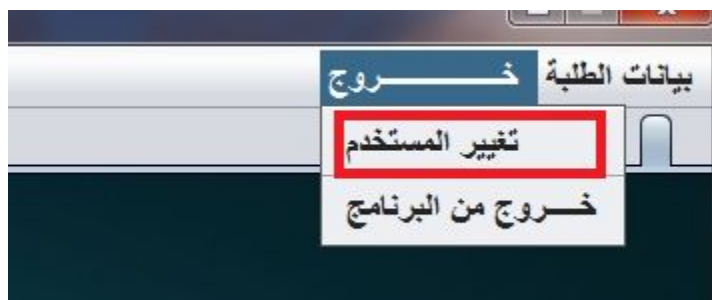 بيانات الطلبة خـــــــروج
تغيير المستخدم
خـــروج من البرنامج